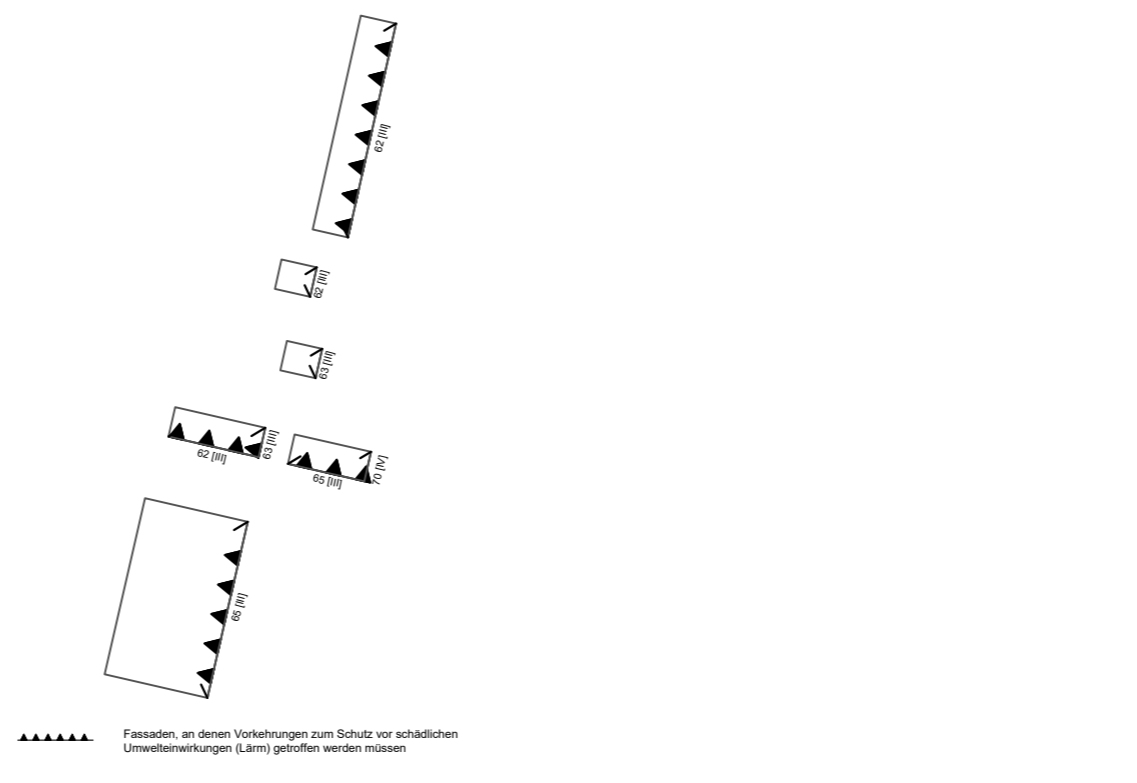 62 [III]
62 [III]
63 [III]
62 [III]
63 [III]
65 [III]
70 [IV]
65 [III]
Fassaden, an denen Vorkehrungen zum Schutz vor schädlichen
Umwelteinwirkungen (Lärm) getroffen werden müssen